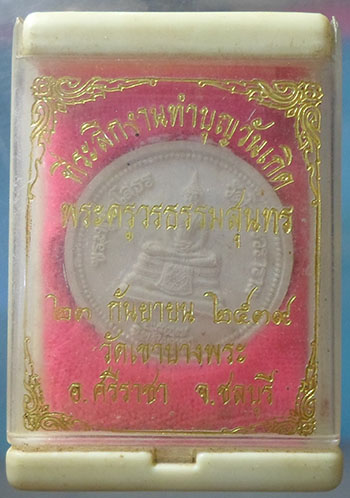 ที่ระลึกงานทำบุญวันเกิด
พระครูวรธรรมสุนทร
๒๓ กันยายน ๒๕๓๙
วัดเขาบางพระ
อ. ศรีราชา จ. ชลบุรี